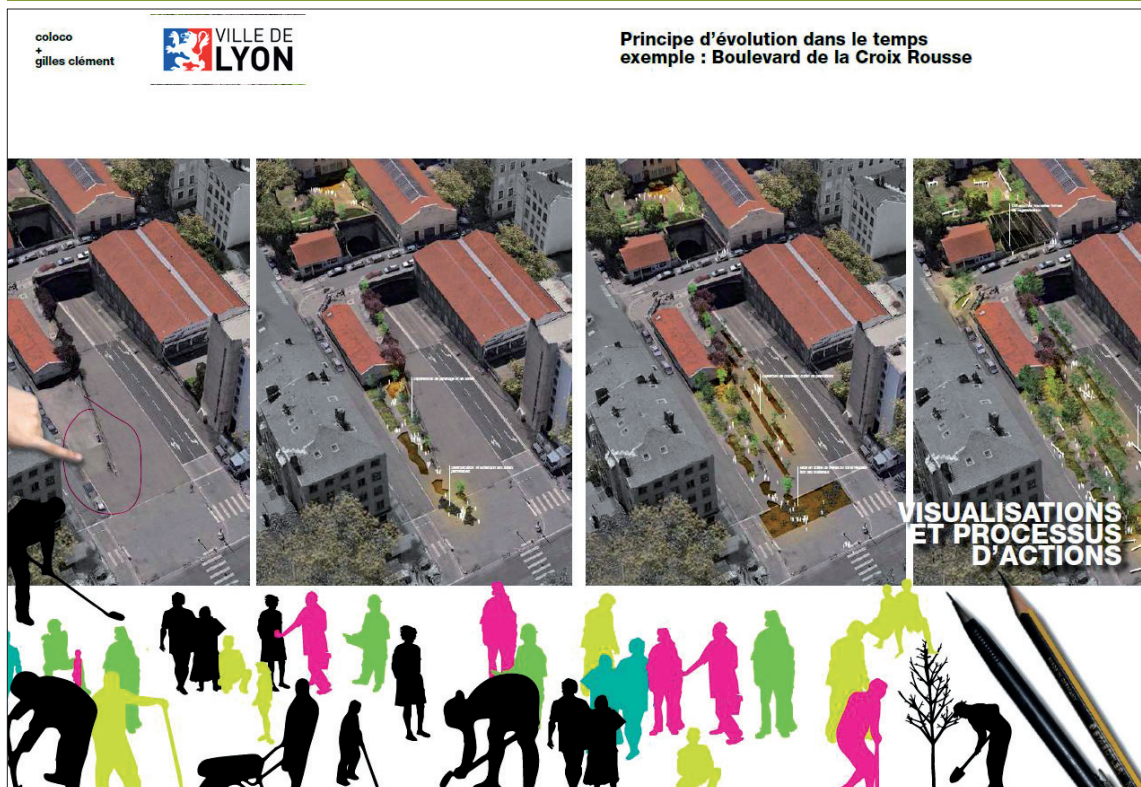 coloco
+
gilles clément
VILLE DE
LYON
Principe d'évolution dans le temps
exemple : Boulevard de la Croix Rousse
VISUALISATIONS
ET PROCESSUS
D'ACTIONS